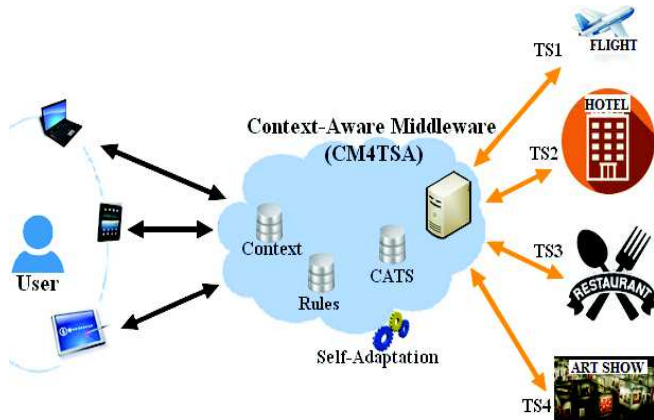 TS1
FLIGHT
HOTEL
Context-Aware Middleware
(CM4TSA)
TS2
Context
CATS
Rules
User
TS3
RESTAURANT
Self-Adaptation
ART SHOW
TS4